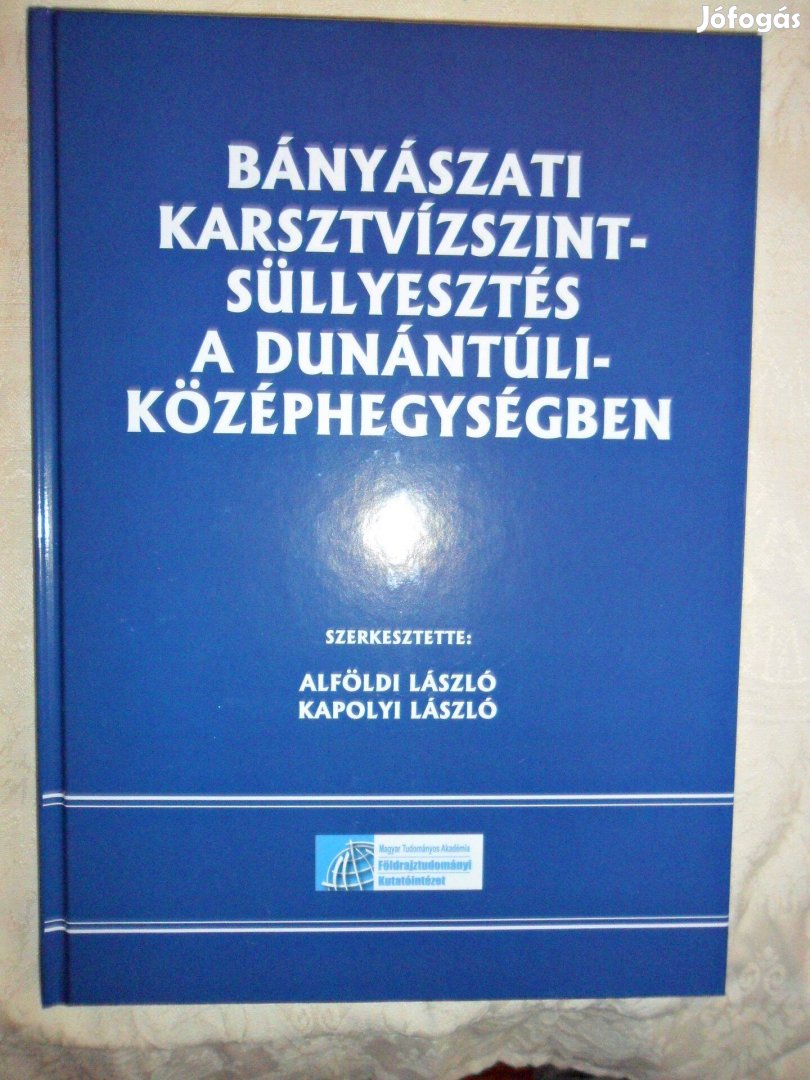 Jófogás
BÁNYÁSZATI
KARSZTVÍZSZINT-
SÜLLYESZTÉS
A DUNÁNTÚLI-
KÖZÉPHEGYSÉGBEN
SZERKESZTETTE:
ALFÖLDI LÁSZLÓ
KAPOLYI LÁSZLÓ
Magyar Tudományos Akadémia
Földrajztudományi
Kutatóintézet